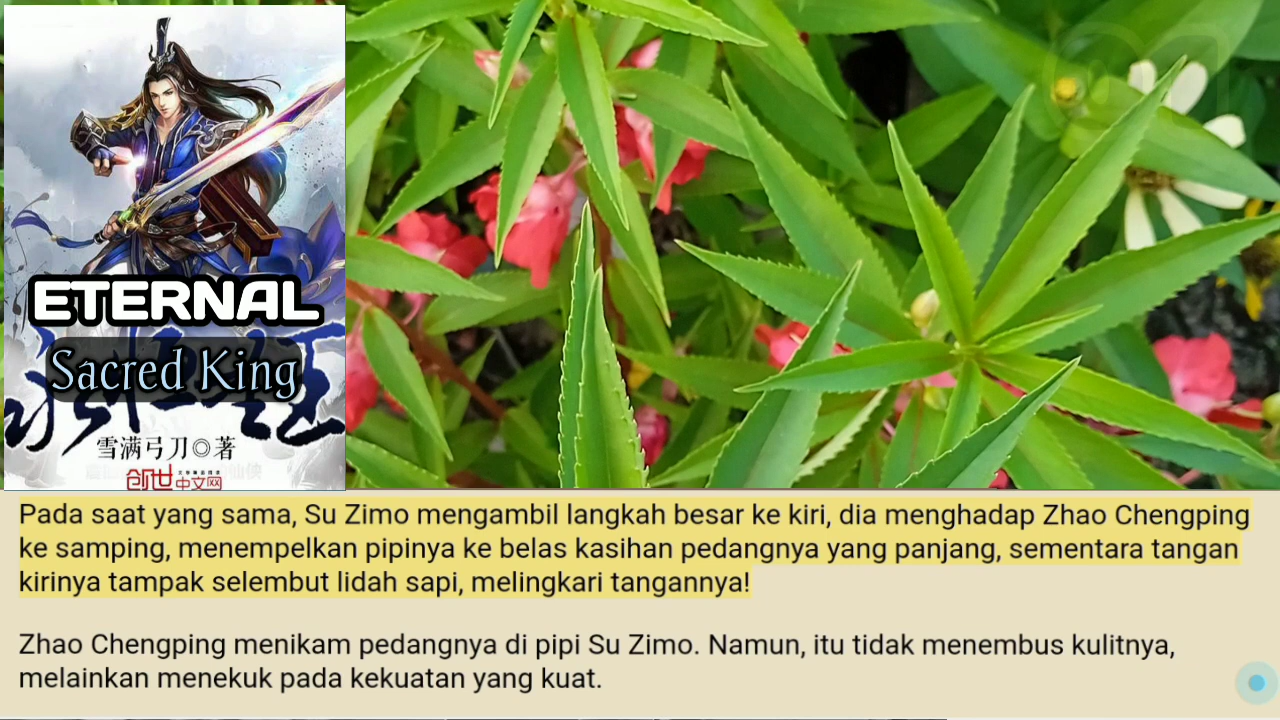 ETERNAL
Sacred King
雪满弓刀◎著
创世中文网
Pada saat yang sama, Su Zimo mengambil langkah besar ke kiri, dia menghadap Zhao Chengping
ke samping, menempelkan pipinya ke belas kasihan pedangnya yang panjang, sementara tangan
kirinya tampak selembut lidah sapi, melingkari tangannya!
Zhao Chengping menikam pedangnya di pipi Su Zimo. Namun, itu tidak menembus kulitnya,
melainkan menekuk pada kekuatan yang kuat.